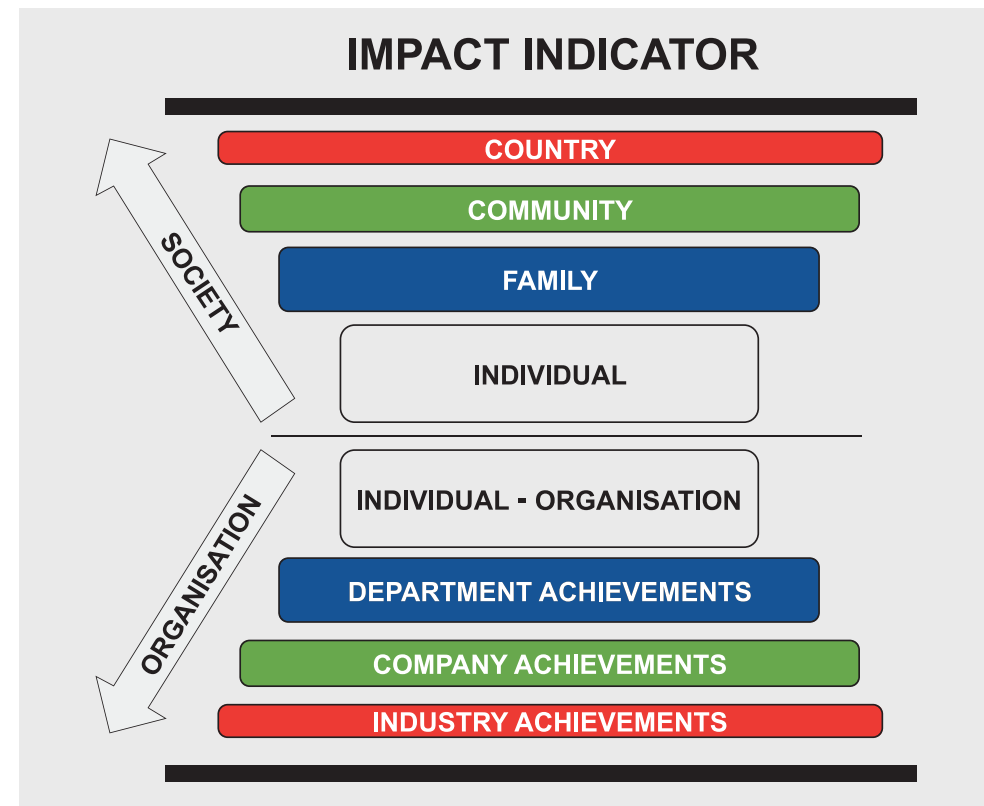 IMPACT INDICATOR
COUNTRY
COMMUNITY
SOCIETY
FAMILY
INDIVIDUAL
INDIVIDUAL - ORGANISATION
ORGANISATION
DEPARTMENT ACHIEVEMENTS
COMPANY ACHIEVEMENTS
INDUSTRY ACHIEVEMENTS